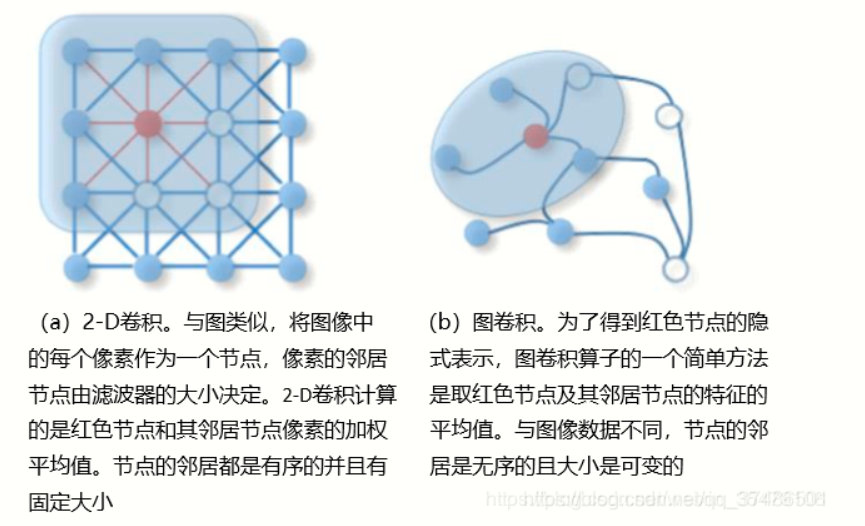 （a）2-D卷积。与图类似，将图像中
的每个像素作为一个节点，像素的邻居
节点由滤波器的大小决定。2-D卷积计算
的是红色节点和其邻居节点像素的加权
平均值。节点的邻居都是有序的并且有
固定大小
(b）图卷积。为了得到红色节点的隐
式表示，图卷积算子的一个简单方法
是取红色节点及其邻居节点的特征的
平均值。与图像数据不同，节点的邻
居是无序的且大小是可变的